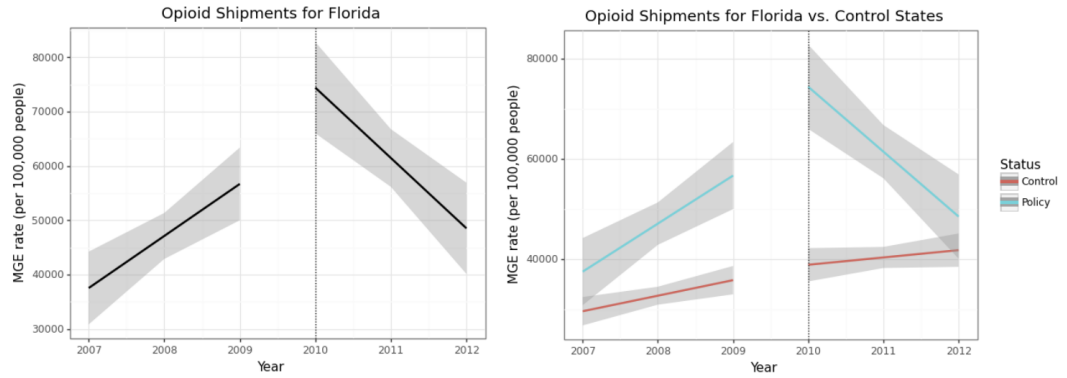 Opioid Shipments for Florida
MGE rate (per 100,000 people)
80000
70000
60000
50000
40000
30000
2007
2008
2009
2010
2011
2012
Year
Opioid Shipments for Florida vs. Control States
MGE rate (per 100,000 people)
80000
60000
40000
2007
2008
2009
2010
2011
2012
Year
Status
Control
Policy